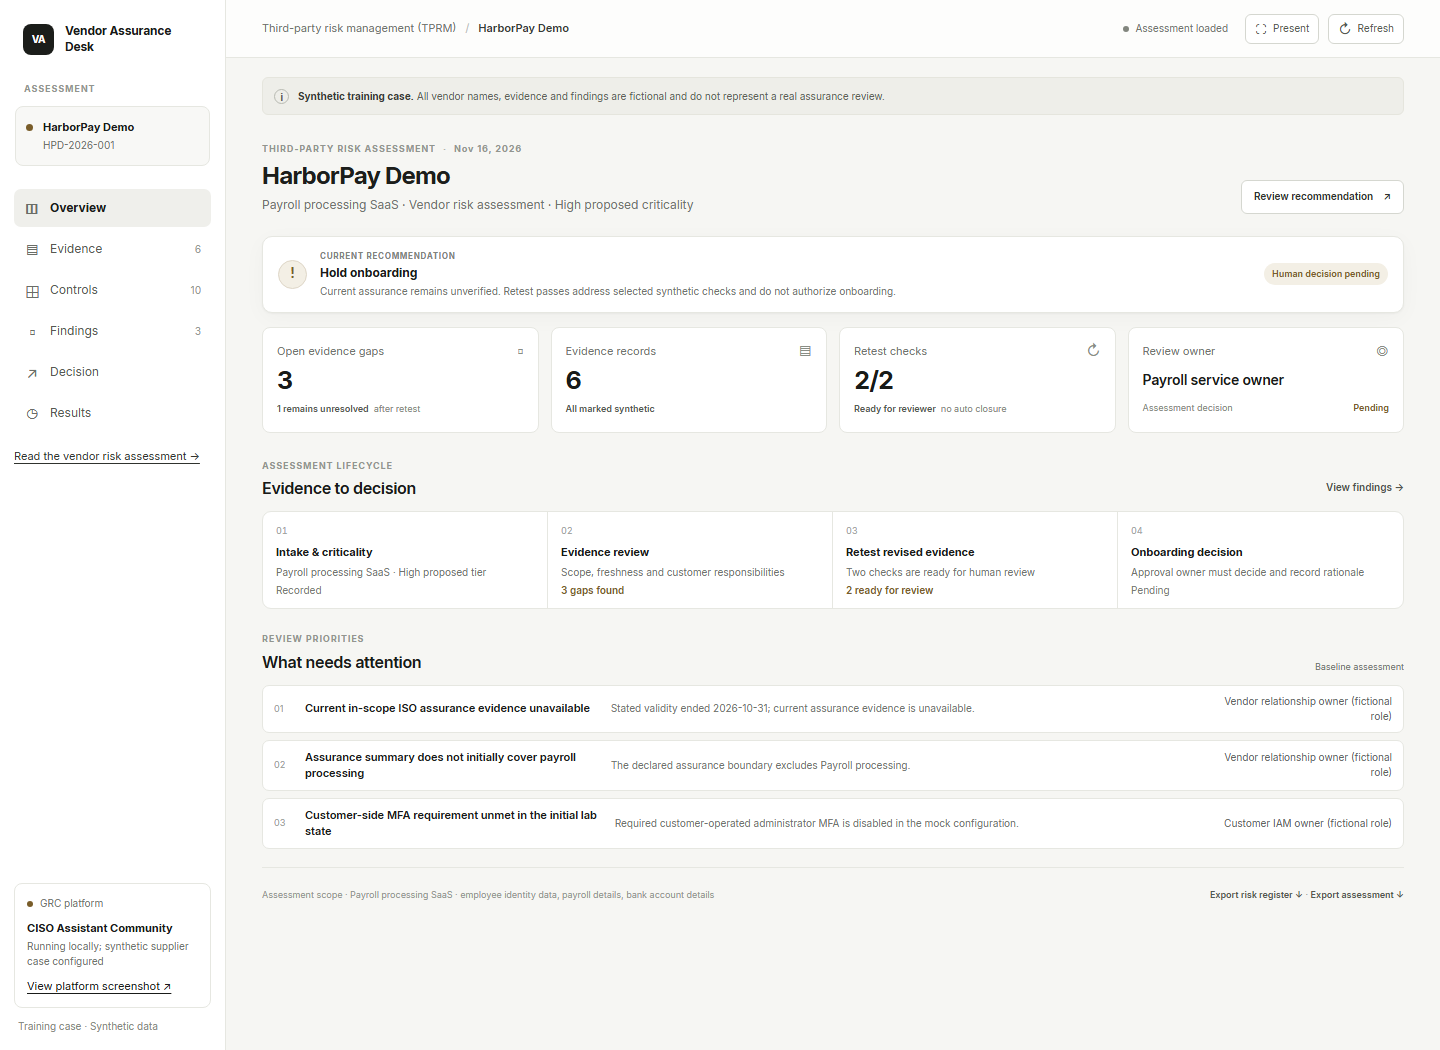 VA
Vendor Assurance
Desk
ASSESSMENT
HarborPay Demo
HPD-2026-001
Overview
Evidence 6
Controls 10
Findings 3
Decision
Results
Read the vendor risk assessment →
GRC platform
CISO Assistant Community
Running locally; synthetic supplier
case configured
View platform screenshot ↗
Training case · Synthetic data
Third-party risk management (TPRM) / HarborPay Demo
Assessment loaded
Present
Refresh
Synthetic training case. All vendor names, evidence and findings are fictional and do not represent a real assurance review.
THIRD-PARTY RISK ASSESSMENT · Nov 16, 2026
HarborPay Demo
Payroll processing SaaS · Vendor risk assessment · High proposed criticality
Review recommendation ↗
CURRENT RECOMMENDATION
Hold onboarding
Current assurance remains unverified. Retest passes address selected synthetic checks and do not authorize onboarding.
Human decision pending
Open evidence gaps
3
1 remains unresolved after retest
Evidence records
6
All marked synthetic
Retest checks
2/2
Ready for reviewer no auto closure
Review owner
Payroll service owner
Assessment decision Pending
ASSESSMENT LIFECYCLE
Evidence to decision
View findings →
01
Intake & criticality
Payroll processing SaaS · High proposed tier
Recorded
02
Evidence review
Scope, freshness and customer responsibilities
3 gaps found
03
Retest revised evidence
Two checks are ready for human review
2 ready for review
04
Onboarding decision
Approval owner must decide and record rationale
Pending
REVIEW PRIORITIES
What needs attention
Baseline assessment
01
Current in-scope ISO assurance evidence unavailable
Stated validity ended 2026-10-31; current assurance evidence is unavailable.
Vendor relationship owner (fictional
role)
02
Assurance summary does not initially cover payroll
processing
The declared assurance boundary excludes Payroll processing.
Vendor relationship owner (fictional
role)
03
Customer-side MFA requirement unmet in the initial lab
state
Required customer-operated administrator MFA is disabled in the mock configuration.
Customer IAM owner (fictional role)
Assessment scope · Payroll processing SaaS · employee identity data, payroll details, bank account details
Export risk register ↓ · Export assessment ↓